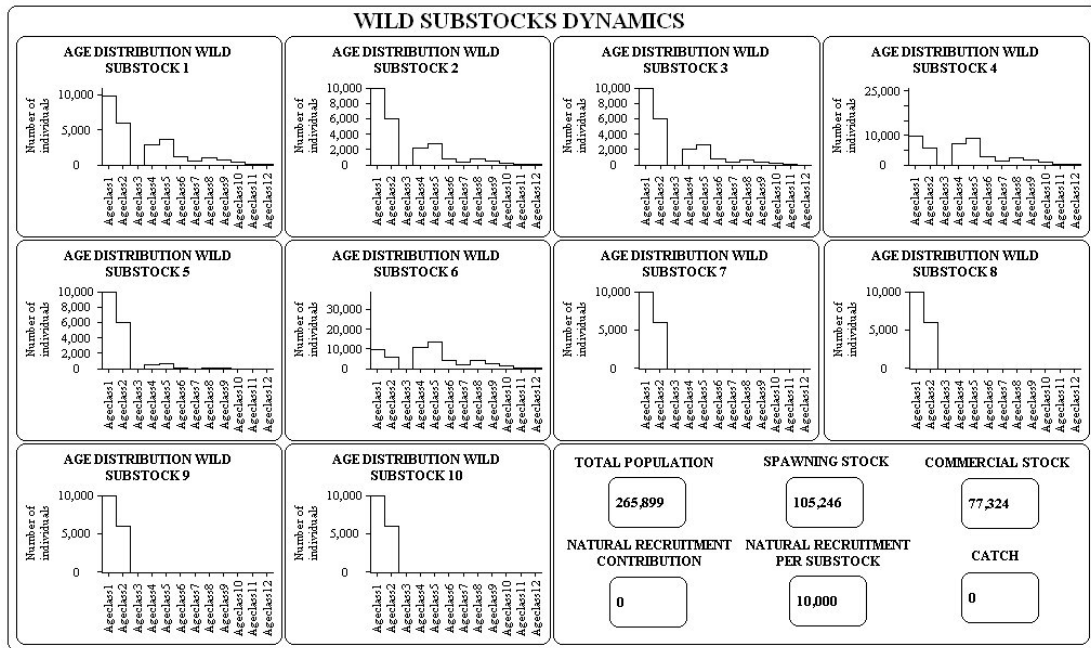 WILD SUBSTOCKS DYNAMICS
AGE DISTRIBUTION WILD
SUBSTOCK 1
Number of
individuals
10,000
5,000
0
Ageclass1
Ageclass2
Ageclass3
Ageclass4
Ageclass5
Ageclass6
Ageclass7
Ageclass8
Ageclass9
Ageclass10
Ageclass11
Ageclass12
AGE DISTRIBUTION WILD
SUBSTOCK 2
Number of
individuals
10,000
8,000
6,000
4,000
2,000
0
Ageclass1
Ageclass2
Ageclass3
Ageclass4
Ageclass5
Ageclass6
Ageclass7
Ageclass8
Ageclass9
Ageclass10
Ageclass11
Ageclass12
AGE DISTRIBUTION WILD
SUBSTOCK 3
Number of
individuals
10,000
8,000
6,000
4,000
2,000
0
Ageclass1
Ageclass2
Ageclass3
Ageclass4
Ageclass5
Ageclass6
Ageclass7
Ageclass8
Ageclass9
Ageclass10
Ageclass11
Ageclass12
AGE DISTRIBUTION WILD
SUBSTOCK 4
Number of
individuals
25,000
10,000
0
Ageclass1
Ageclass2
Ageclass3
Ageclass4
Ageclass5
Ageclass6
Ageclass7
Ageclass8
Ageclass9
Ageclass10
Ageclass11
Ageclass12
AGE DISTRIBUTION WILD
SUBSTOCK 5
Number of
individuals
10,000
8,000
6,000
4,000
2,000
0
Ageclass1
Ageclass2
Ageclass3
Ageclass4
Ageclass5
Ageclass6
Ageclass7
Ageclass8
Ageclass9
Ageclass10
Ageclass11
Ageclass12
AGE DISTRIBUTION WILD
SUBSTOCK 6
Number of
individuals
30,000
20,000
10,000
0
Ageclass1
Ageclass2
Ageclass3
Ageclass4
Ageclass5
Ageclass6
Ageclass7
Ageclass8
Ageclass9
Ageclass10
Ageclass11
Ageclass12
AGE DISTRIBUTION WILD
SUBSTOCK 7
Number of
individuals
10,000
5,000
0
Ageclass1
Ageclass2
Ageclass3
Ageclass4
Ageclass5
Ageclass6
Ageclass7
Ageclass8
Ageclass9
Ageclass10
Ageclass11
Ageclass12
AGE DISTRIBUTION WILD
SUBSTOCK 8
Number of
individuals
10,000
5,000
0
Ageclass1
Ageclass2
Ageclass3
Ageclass4
Ageclass5
Ageclass6
Ageclass7
Ageclass8
Ageclass9
Ageclass10
Ageclass11
Ageclass12
AGE DISTRIBUTION WILD
SUBSTOCK 9
Number of
individuals
10,000
5,000
0
Ageclass1
Ageclass2
Ageclass3
Ageclass4
Ageclass5
Ageclass6
Ageclass7
Ageclass8
Ageclass9
Ageclass10
Ageclass11
Ageclass12
AGE DISTRIBUTION WILD
SUBSTOCK 10
Number of
individuals
10,000
5,000
0
Ageclass1
Ageclass2
Ageclass3
Ageclass4
Ageclass5
Ageclass6
Ageclass7
Ageclass8
Ageclass9
Ageclass10
Ageclass11
Ageclass12
TOTAL POPULATION
265,899
SPAWNING STOCK
105,246
COMMERCIAL STOCK
77,324
NATURAL RECRUITMENT
CONTRIBUTION
0
NATURAL RECRUITMENT
PER SUBSTOCK
10,000
CATCH
0